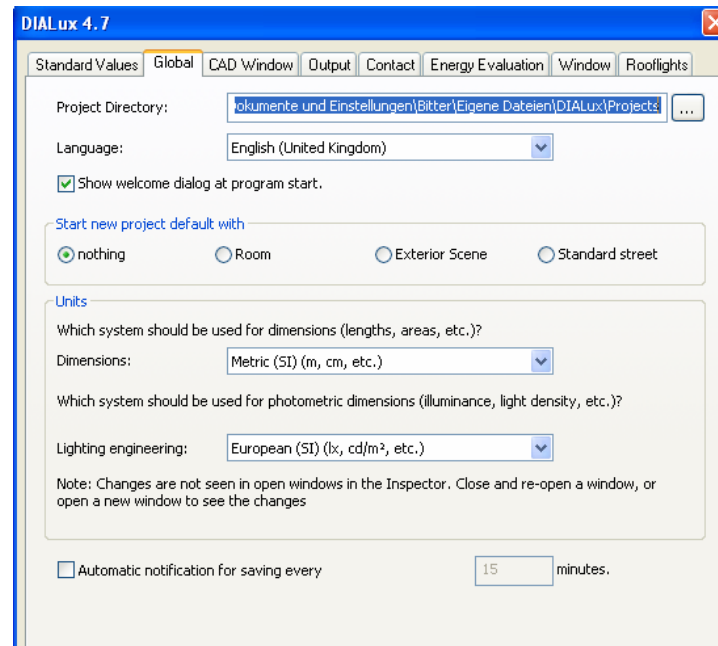 DIALux 4.7
Standard Values Global CAD Window Output Contact Energy Evaluation Window Rooflights
Project Directory: okumente und Einstellungen\Bitter\Eigene Dateien\DIALux\Projects ...
Language: English (United Kingdom)
Show welcome dialog at program start.
Start new project default with
nothing Room Exterior Scene Standard street
Units
Which system should be used for dimensions (lengths, areas, etc.)?
Dimensions: Metric (SI) (m, cm, etc.)
Which system should be used for photometric dimensions (illuminance, light density, etc.)?
Lighting engineering: European (SI) (lx, cd/m², etc.)
Note: Changes are not seen in open windows in the Inspector. Close and re-open a window, or
open a new window to see the changes
Automatic notification for saving every 15 minutes.